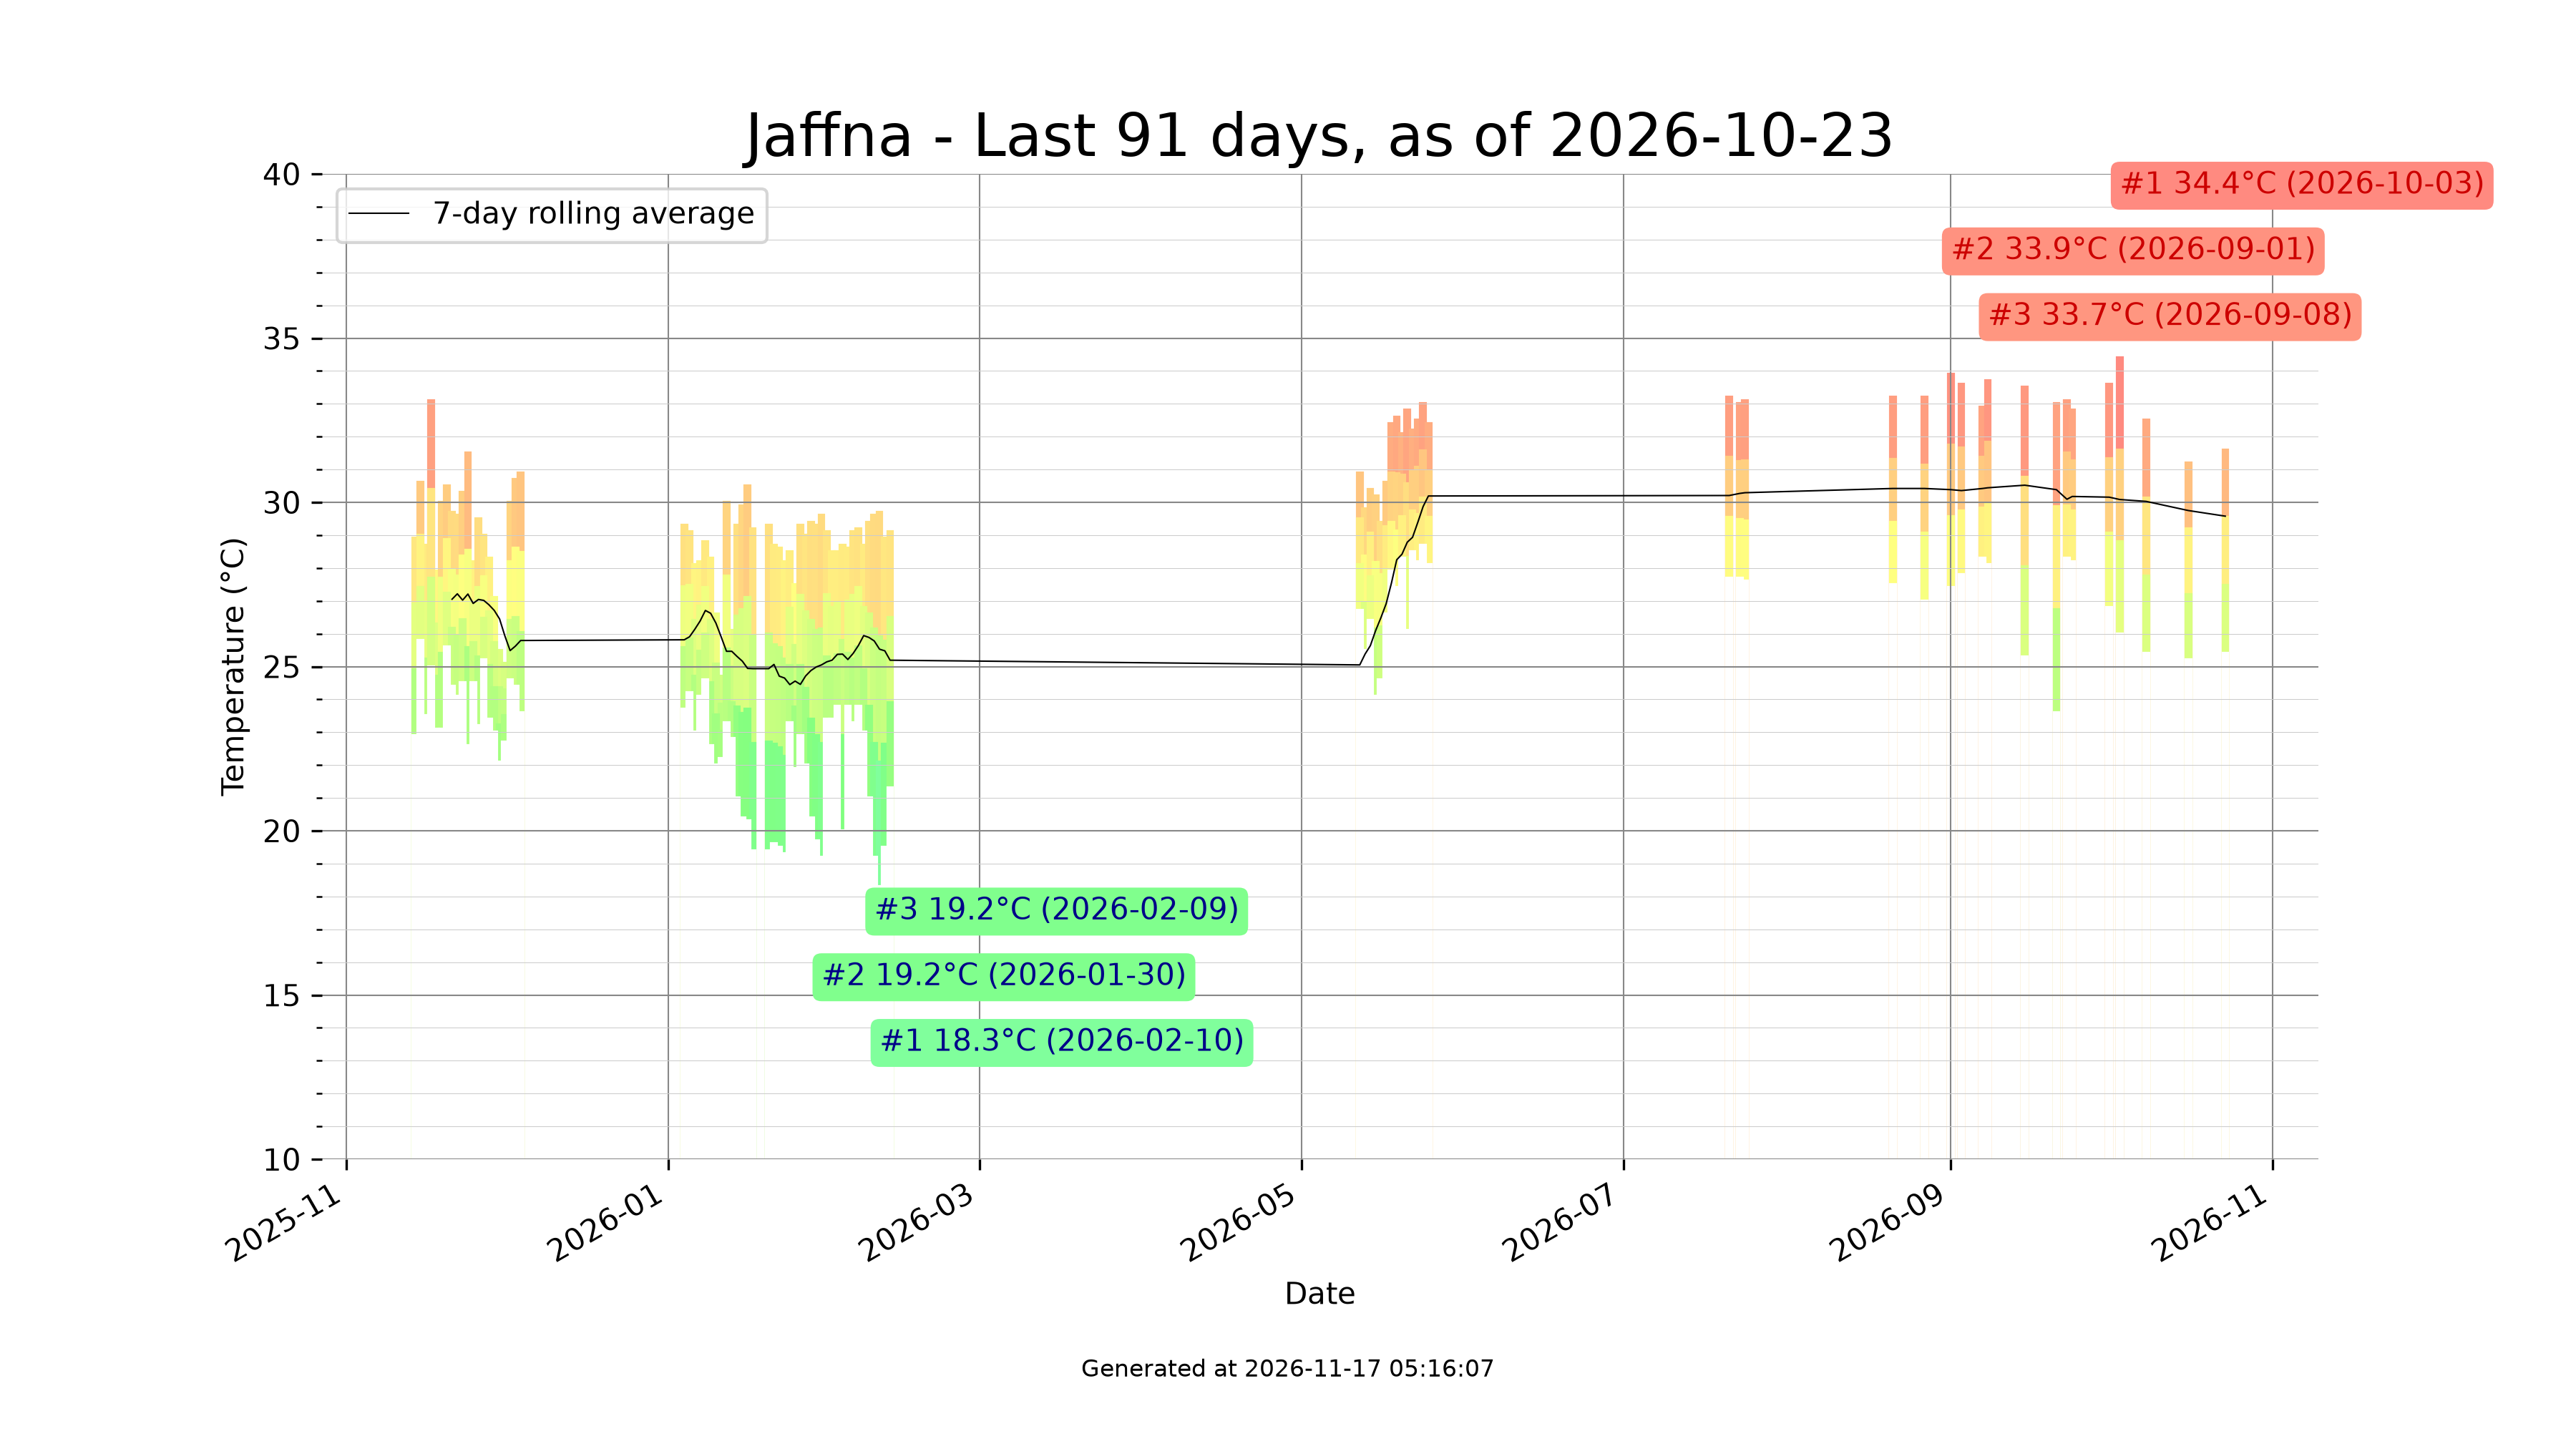 Jaffna - Last 91 days, as of 2026-10-23
7-day rolling average
#1 34.4°C (2026-10-03)
#2 33.9°C (2026-09-01)
#3 33.7°C (2026-09-08)
#3 19.2°C (2026-02-09)
#2 19.2°C (2026-01-30)
#1 18.3°C (2026-02-10)
Temperature (°C)
40
35
30
25
20
15
10
2025-11
2026-01
2026-03
2026-05
2026-07
2026-09
2026-11
Date
Generated at 2026-11-17 05:16:07